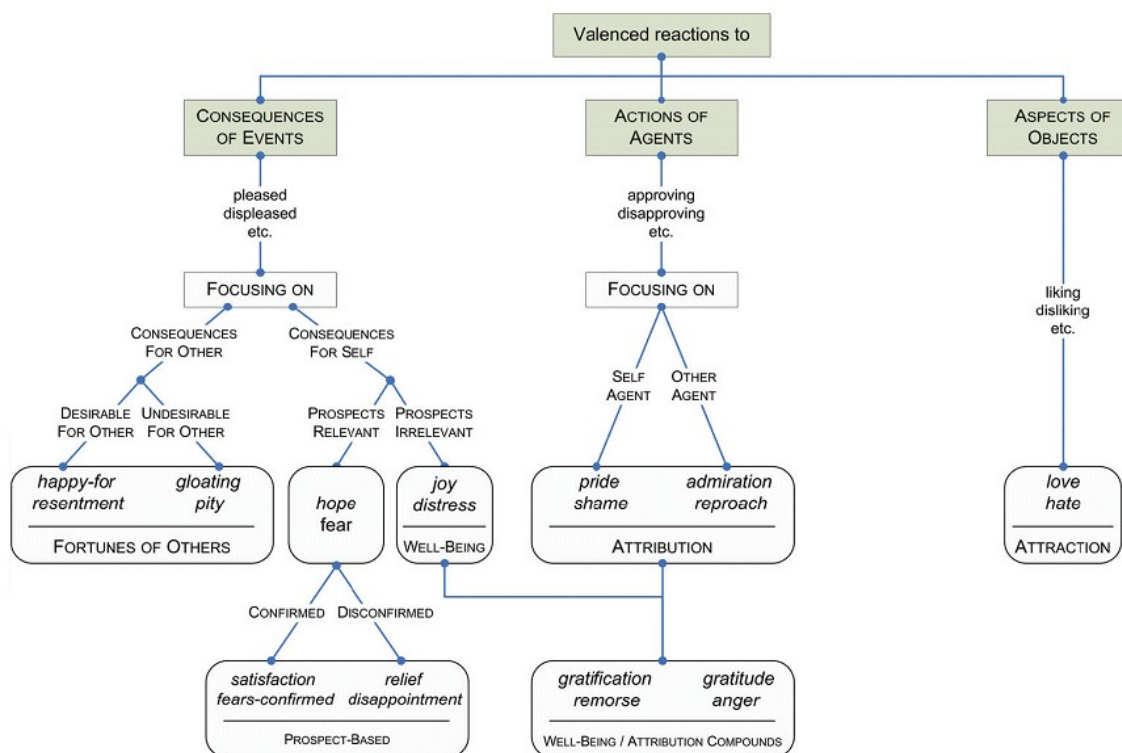 Valenced reactions to
CONSEQUENCES
OF EVENTS
ACTIONS OF
AGENTS
ASPECTS OF
OBJECTS
pleased
displeased
etc.
approving
disapproving
etc.
liking
disliking
etc.
FOCUSING ON
FOCUSING ON
CONSEQUENCES
FOR OTHER
CONSEQUENCES
FOR SELF
SELF
AGENT
OTHER
AGENT
DESIRABLE
FOR OTHER
UNDESIRABLE
FOR OTHER
PROSPECTS
RELEVANT
PROSPECTS
IRRELEVANT
happy-for
resentment
gloating
pity
FORTUNES OF OTHERS
hope
fear
joy
distress
WELL-BEING
pride
shame
admiration
reproach
ATTRIBUTION
love
hate
ATTRACTION
CONFIRMED
DISCONFIRMED
satisfaction
fears-confirmed
relief
disappointment
PROSPECT-BASED
gratification
remorse
gratitude
anger
WELL-BEING / ATTRIBUTION COMPOUNDS